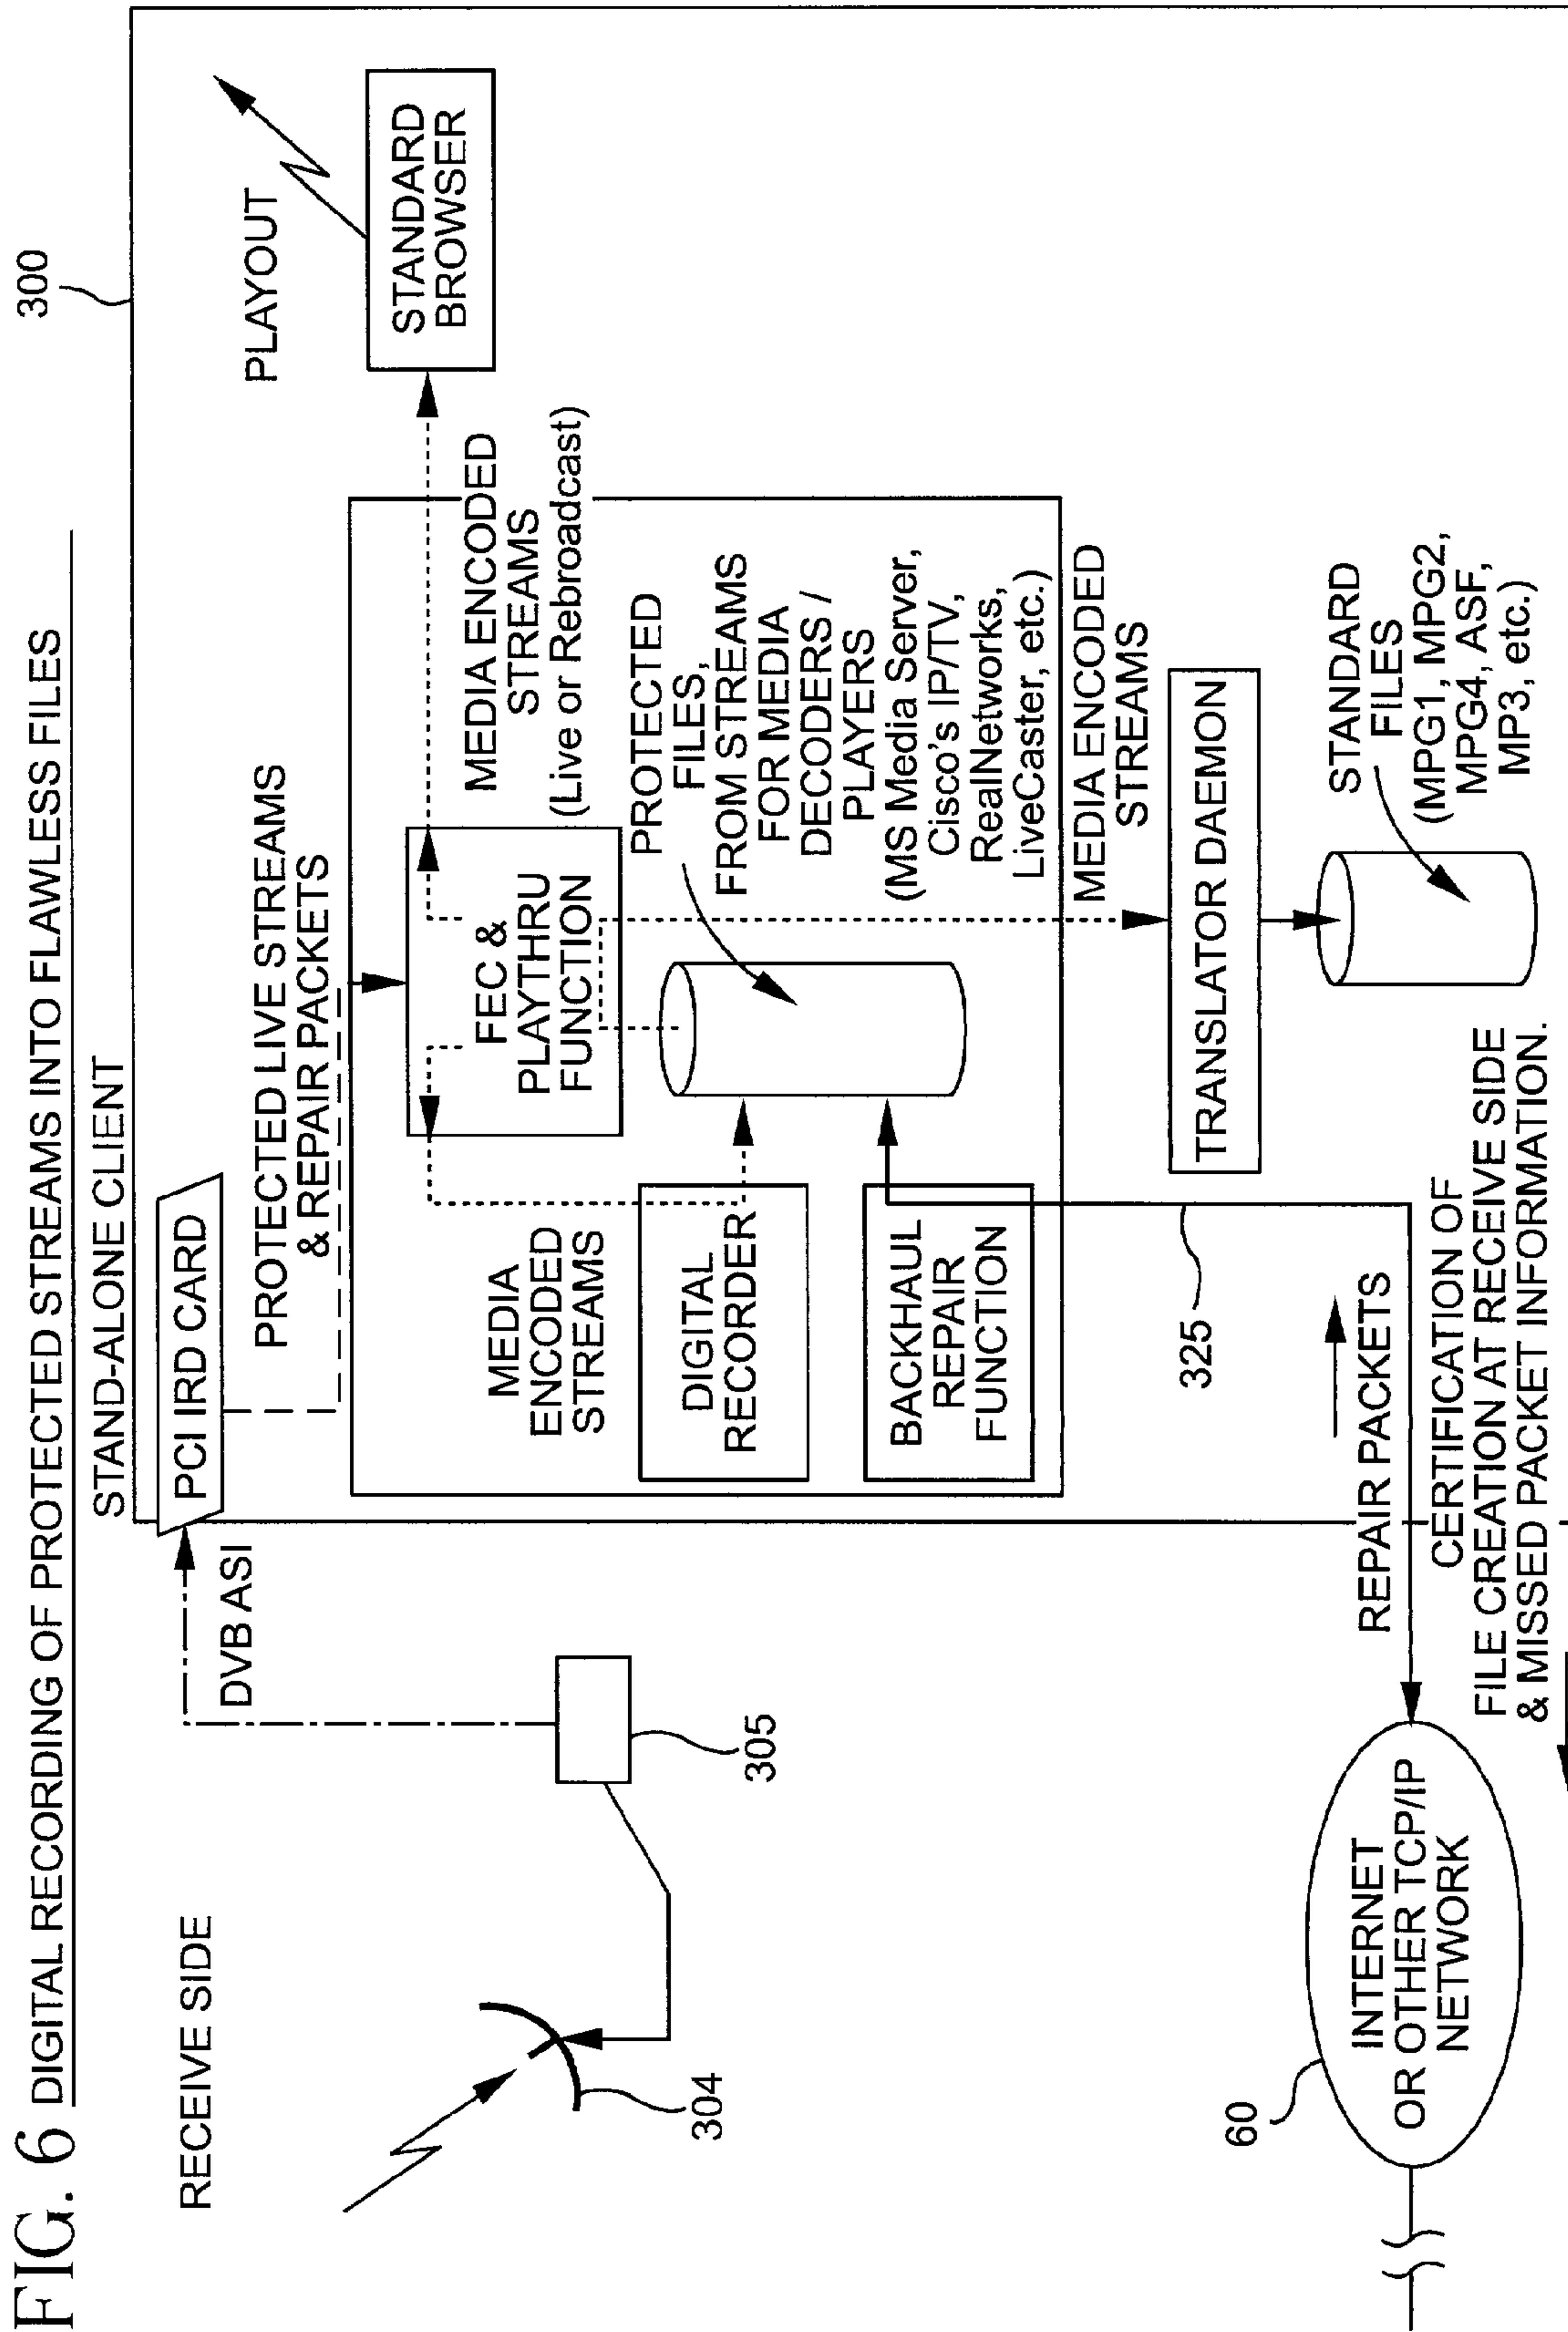 FIG. 6 DIGITAL RECORDING OF PROTECTED STREAMS INTO FLAWLESS FILES
RECEIVE SIDE
304
305
DVB ASI
STAND-ALONE CLIENT
300
PCI IRD CARD
PROTECTED LIVE STREAMS
& REPAIR PACKETS
PLAYOUT
STANDARD
BROWSER
MEDIA ENCODED
STREAMS
(Live or Rebroadcast)
FEC &
PLAYTHRU
FUNCTION
MEDIA
ENCODED
STREAMS
DIGITAL
RECORDER
BACKHAUL
REPAIR
FUNCTION
PROTECTED
FILES,
FROM STREAMS
FOR MEDIA
DECODERS /
PLAYERS
(MS Media Server,
Cisco's IP/TV,
RealNetworks,
LiveCaster, etc.)
MEDIA ENCODED
STREAMS
TRANSLATOR DAEMON
STANDARD
FILES
(MPG1, MPG2,
MPG4, ASF,
MP3, etc.)
325
REPAIR PACKETS
CERTIFICATION OF
FILE CREATION AT RECEIVE SIDE
& MISSED PACKET INFORMATION.
60
INTERNET
OR OTHER TCP/IP
NETWORK